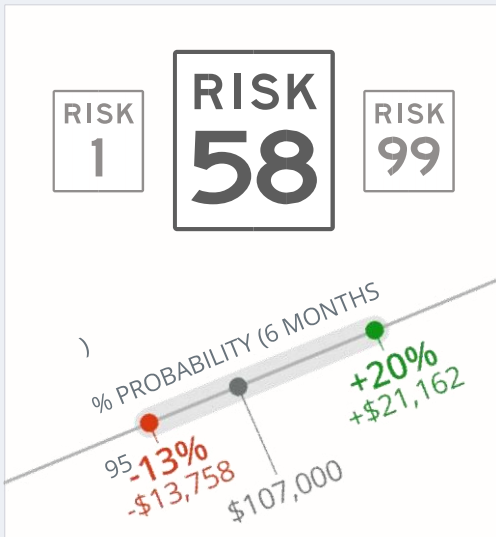 RISK
1
RISK
58
RISK
99
)
% PROBABILITY (6 MONTHS
95
-13%
-$13,758
$107,000
+20%
+$21,162